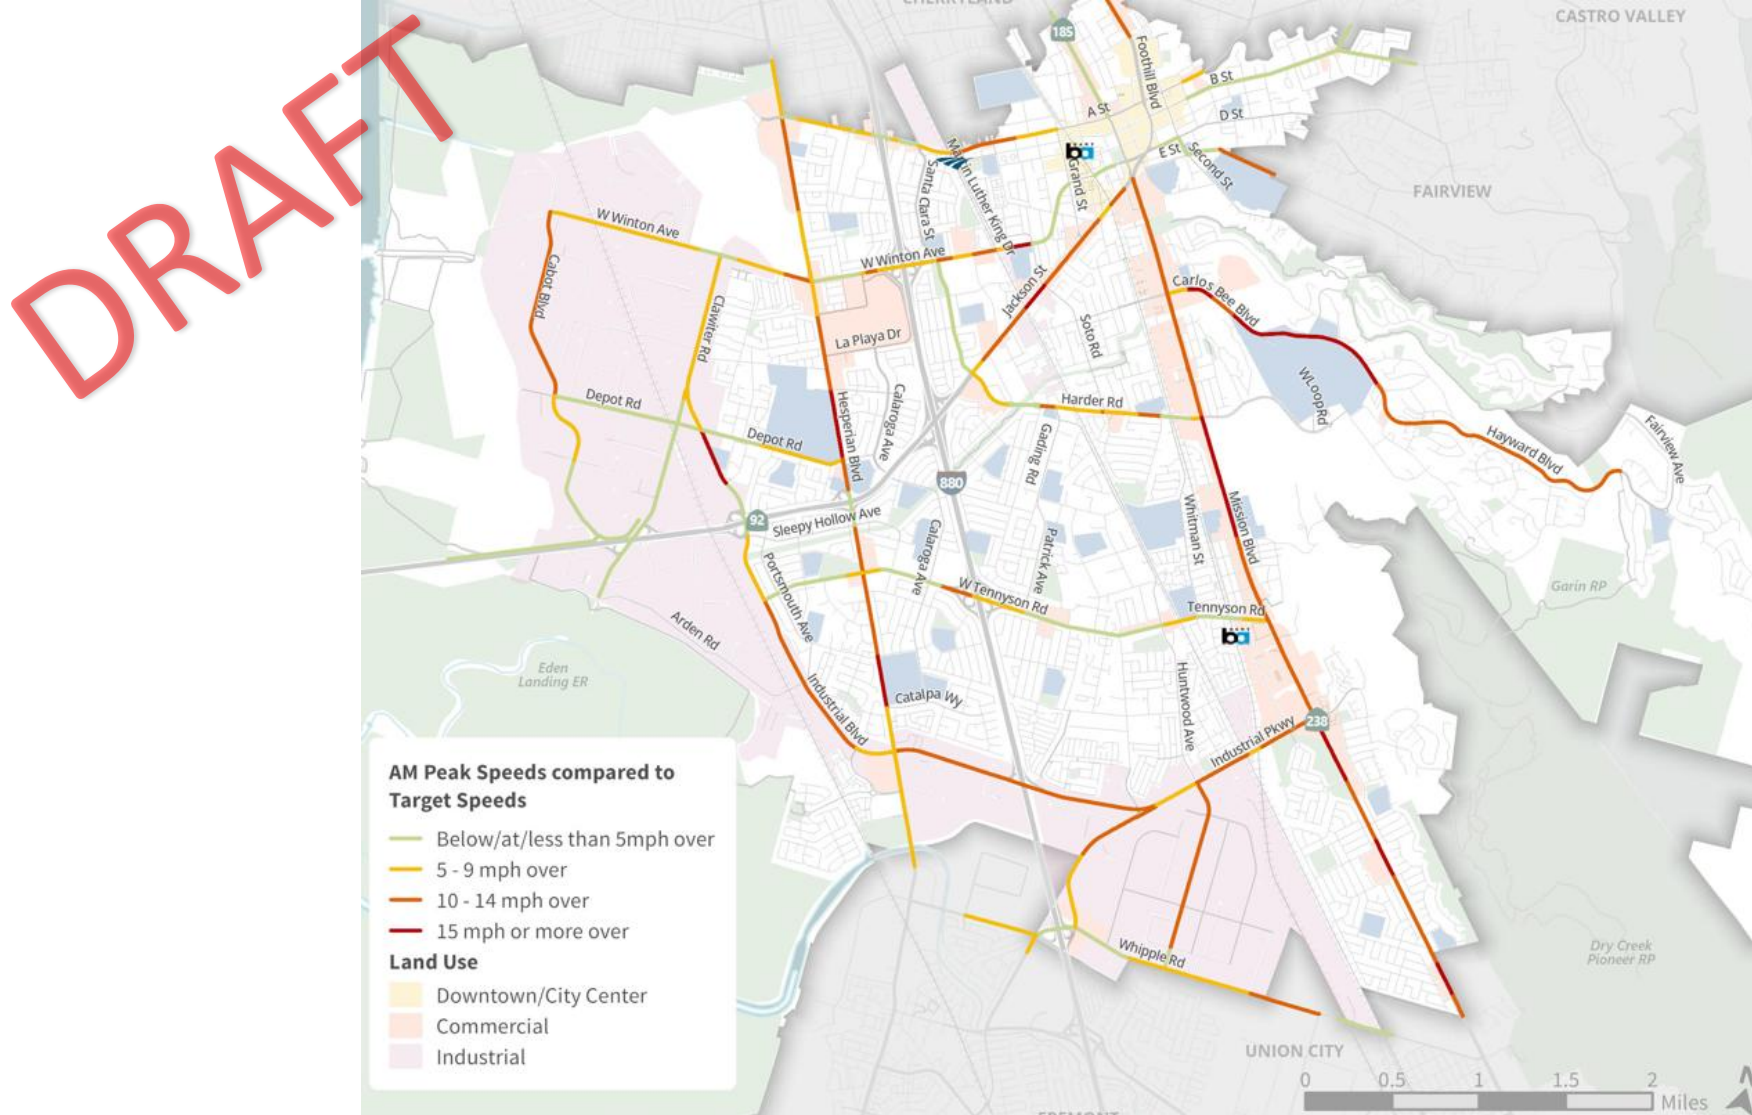 DRAFT
CASTRO VALLEY
185
Foothill Blvd
B St
A St
D St
E St
Second St
Grand St
ba
Martin Luther King Dr
Santa Clara St
FAIRVIEW
W Winton Ave
W Winton Ave
Cabot Blvd
Clawiter Rd
Jackson St
Carlos Bee Blvd
Soto Rd
La Playa Dr
WLoopRd
Depot Rd
Harder Rd
Hesperian Blvd
Calaroga Ave
Depot Rd
Gading Rd
Hayward Blvd
Fairview Ave
880
92
Sleepy Hollow Ave
Mission Blvd
Whitman St
Calaroga Ave
Patrick Ave
Portsmouth Ave
W Tennyson Rd
Tennyson Rd
ba
Garin RP
Arden Rd
Eden
Landing ER
Industrial Blvd
Catalpa Wy
Huntwood Ave
Industrial Pkwy
238
AM Peak Speeds compared to
Target Speeds
Below/at/less than 5mph over
5 - 9 mph over
10 - 14 mph over
15 mph or more over
Land Use
Downtown/City Center
Commercial
Industrial
Whipple Rd
Dry Creek
Pioneer RP
UNION CITY
0 0.5 1 1.5 2
Miles